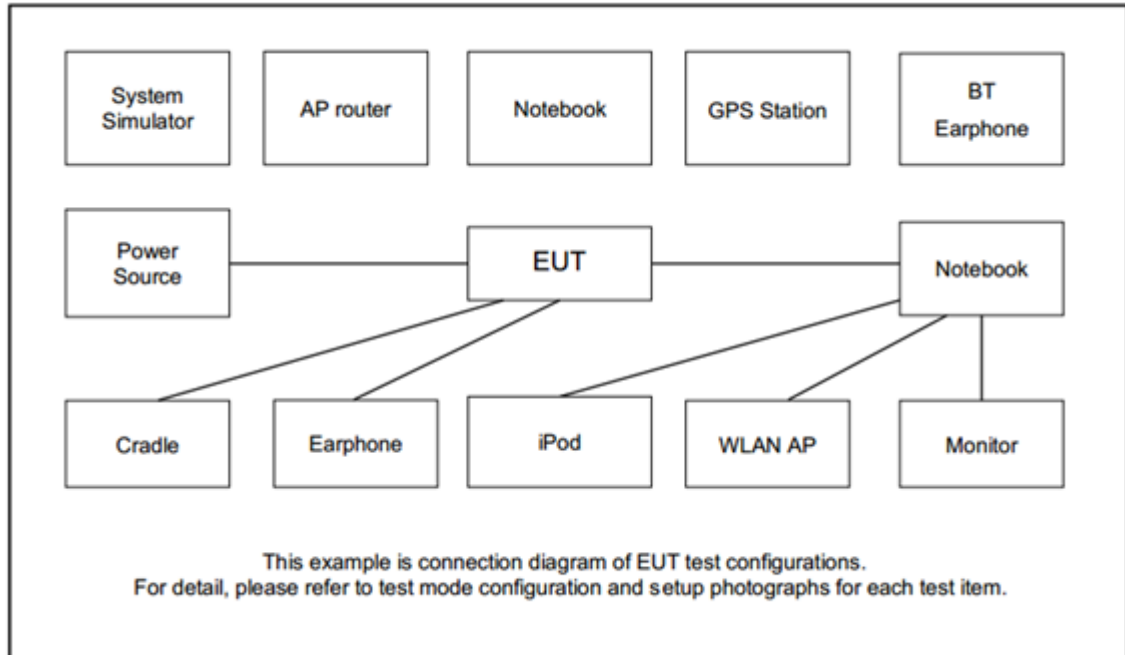 System
Simulator
AP router
Notebook
GPS Station
BT
Earphone
Power
Source
EUT
Notebook
Cradle
Earphone
iPod
WLAN AP
Monitor
This example is connection diagram of EUT test configurations.
For detail, please refer to test mode configuration and setup photographs for each test item.